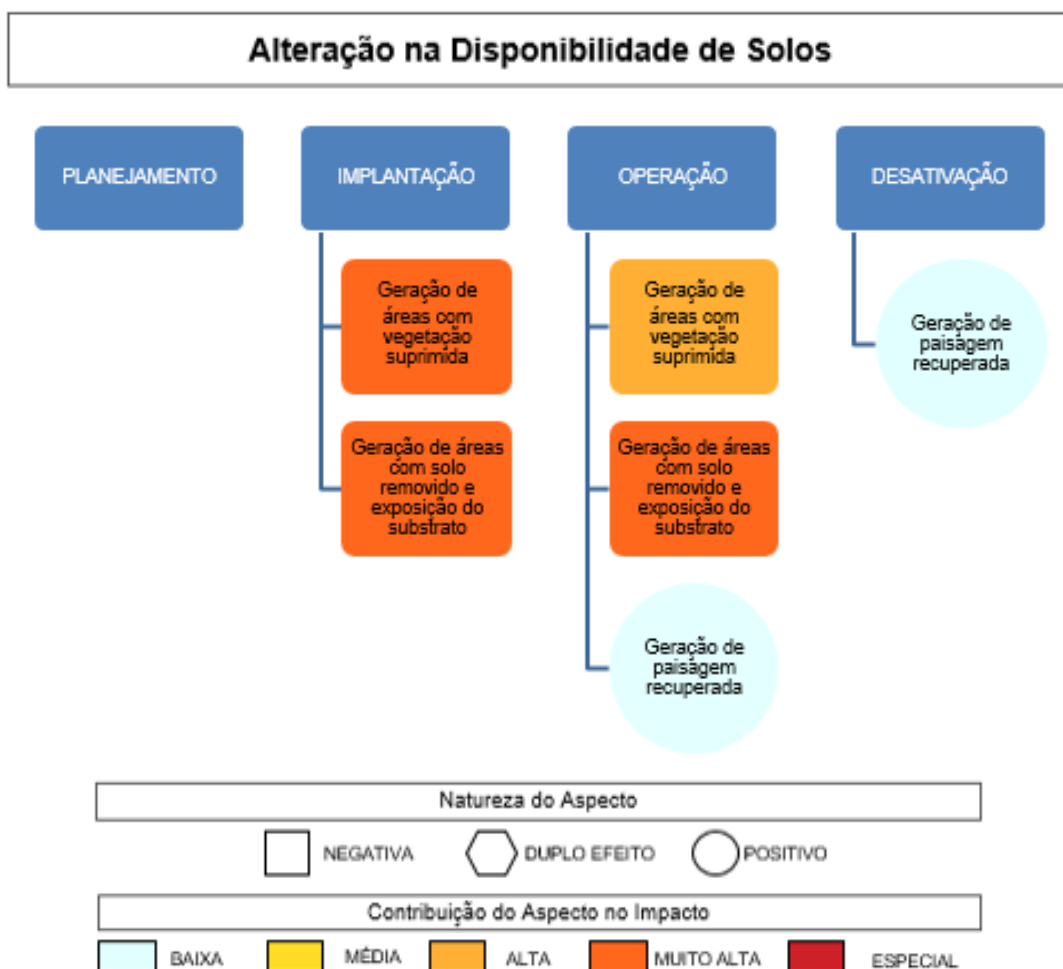 Alteração na Disponibilidade de Solos
PLANEJAMENTO
IMPLANTAÇÃO
OPERAÇÃO
DESATIVAÇÃO
Geração de
áreas com
vegetação
suprimida
Geração de áreas
com solo
removido e
exposição do
substrato
Geração de
áreas com
vegetação
suprimida
Geração de áreas
com solo
removido e
exposição do
substrato
Geração de
paisagem
recuperada
Geração de
paisagem
recuperada
Natureza do Aspecto
NEGATIVA
DUPLO EFEITO
POSITIVO
Contribuição do Aspecto no Impacto
BAIXA
MÉDIA
ALTA
MUITO ALTA
ESPECIAL